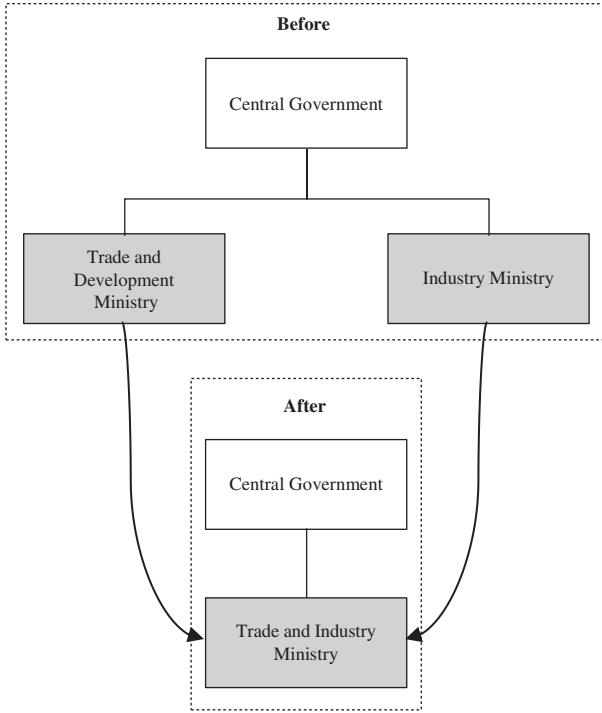 Before
Central Government
Trade and
Development
Ministry
Industry Ministry
After
Central Government
Trade and Industry
Ministry